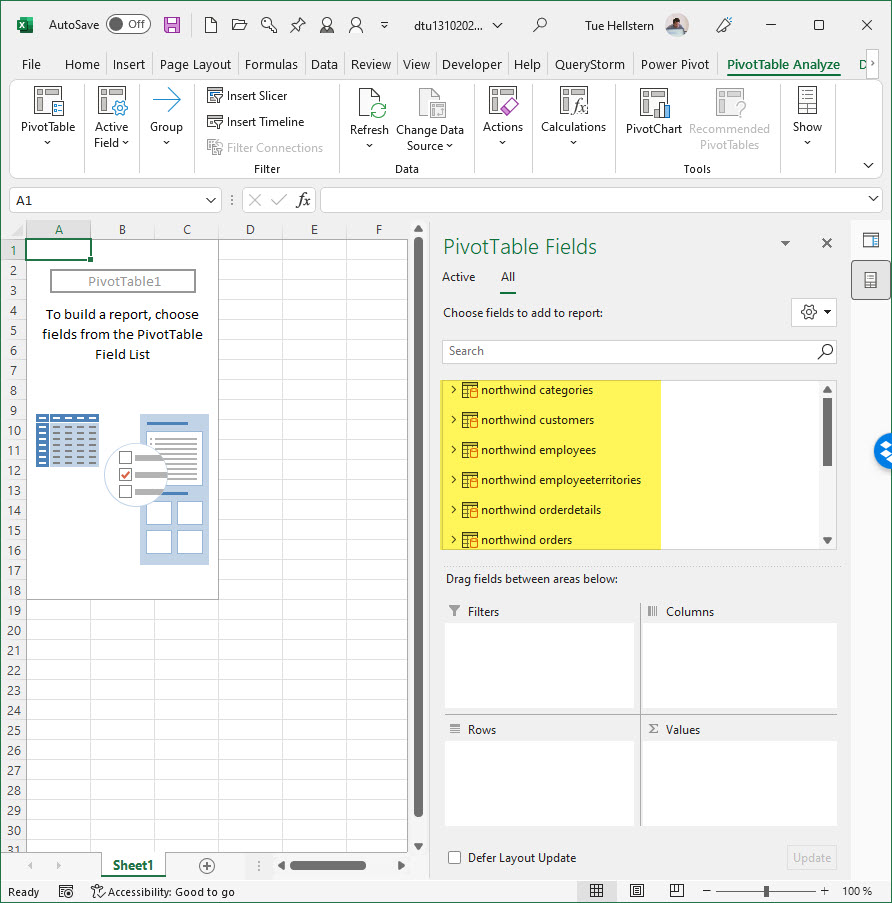 AutoSave Off dtu1310202... Tue Hellstern
File Home Insert Page Layout Formulas Data Review View Developer Help QueryStorm Power Pivot PivotTable Analyze
PivotTable
Active
Field
Group
Insert Slicer
Insert Timeline
Filter Connections
Filter
Refresh
Change Data
Source
Data
Actions
Calculations
PivotChart
Recommended
PivotTables
Tools
Show
A1
fx
A B C D E F
1
2
3
4
5
6
7
8
9
10
11
12
13
14
15
16
17
18
19
20
21
22
23
24
25
26
27
28
29
30
31
PivotTable1
To build a report, choose
fields from the PivotTable
Field List
PivotTable Fields
Active All
Choose fields to add to report:
Search
northwind categories
northwind customers
northwind employees
northwind employeeterritories
northwind orderdetails
northwind orders
Drag fields between areas below:
Filters
Columns
Rows
Σ Values
Defer Layout Update
Update
Sheet1
Ready
Accessibility: Good to go
100 %